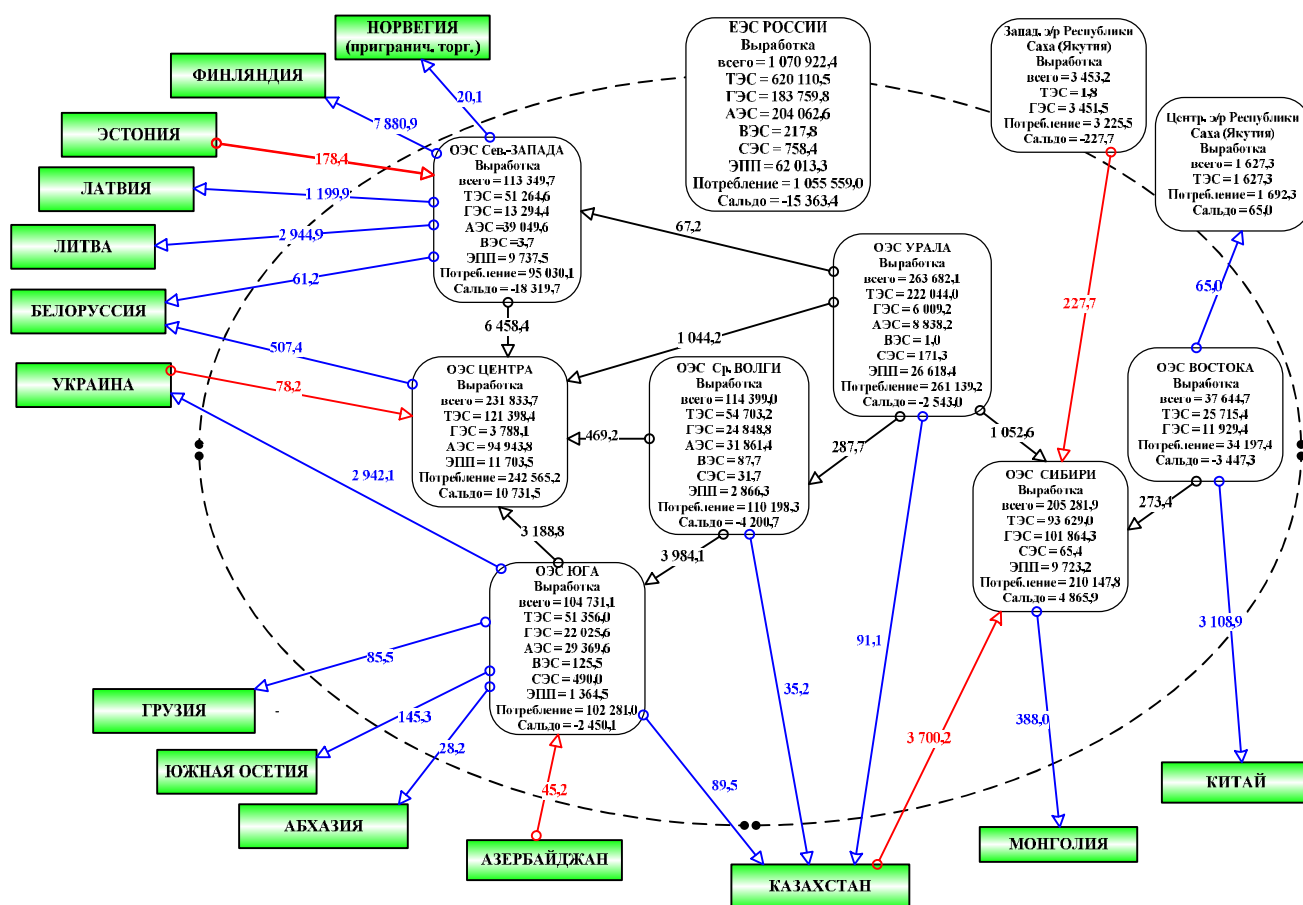 НОРВЕГИЯ
(приганич. торг.)
ФИНЛЯНДИЯ
ЭСТОНИЯ
ЛАТВИЯ
ЛИТВА
БЕЛОРУССИЯ
УКРАИНА
20,1
7 880,9
178,4
1 199,9
2 944,9
61,2
507,4
78,2
ЕЭС РОССИИ
Выработка
всего = 1 070 922,4
ТЭС = 620 110,5
ГЭС = 183 759,8
АЭС = 204 062,6
ВЭС = 217,8
СЭС = 758,4
ЭПП = 62 013,3
Потребление = 1 055 559,0
Сальдо = -15 363,4
Запад. э/р Республики
Саха (Якутия)
Выработка
всего = 3 453,2
ТЭС = 1,8
ГЭС = 3 451,5
Потребление = 3 225,5
Сальдо = -227,7
Центр. э/р Республики
Саха (Якутия)
Выработка
всего = 1 627,3
ТЭС = 1 627,3
Потребление = 1 692,3
Сальдо = 65,0
ОЭС Сев.-ЗАПАДА
Выработка
всего = 113 349,7
ТЭС = 51 264,6
ГЭС = 13 294,4
АЭС = 39 049,6
ВЭС = 3,7
ЭПП = 9 737,5
Потребление = 95 030,1
Сальдо = -18 319,7
67,2
6 458,4
1 044,2
227,7
65,0
ОЭС УРАЛА
Выработка
всего = 263 682,1
ТЭС = 222 044,0
ГЭС = 6 009,2
АЭС = 8 838,2
ВЭС = 1,0
СЭС = 171,3
ЭПП = 26 618,4
Потребление = 261 139,2
Сальдо = -2 543,0
ОЭС ЦЕНТРА
Выработка
всего = 231 833,7
ТЭС = 121 398,4
ГЭС = 3 788,1
АЭС = 94 943,8
ЭПП = 11 703,5
Потребление = 242 565,2
Сальдо = 10 731,5
469,2
ОЭС Ср. ВОЛГИ
Выработка
всего = 114 399,0
ТЭС = 54 703,2
ГЭС = 24 848,8
АЭС = 31 861,4
ВЭС = 87,7
СЭС = 31,7
ЭПП = 2 866,3
Потребление = 110 198,3
Сальдо = -4 200,7
287,7
1 052,6
ОЭС ВОСТОКА
Выработка
всего = 37 644,7
ТЭС = 25 715,4
ГЭС = 11 929,4
Потребление = 34 197,4
Сальдо = -3 447,3
273,4
ОЭС СИБИРИ
Выработка
всего = 205 281,9
ТЭС = 93 629,0
ГЭС = 101 864,3
СЭС = 65,4
ЭПП = 9 723,2
Потребление = 210 147,8
Сальдо = 4 865,9
2 942,1
3 188,8
3 984,1
ОЭС ЮГА
Выработка
всего = 104 731,1
ТЭС = 51 356,0
ГЭС = 22 025,6
АЭС = 29 369,6
ВЭС = 125,5
СЭС = 490,0
ЭПП = 1 364,5
Потребление = 102 281,0
Сальдо = -2 450,1
85,5
145,3
28,2
45,2
89,5
35,2
91,1
3 700,2
388,0
3 108,9
ГРУЗИЯ
-
ЮЖНАЯ ОСЕТИЯ
АБХАЗИЯ
АЗЕРБАЙДЖАН
КАЗАХСТАН
МОНГОЛИЯ
КИТАЙ